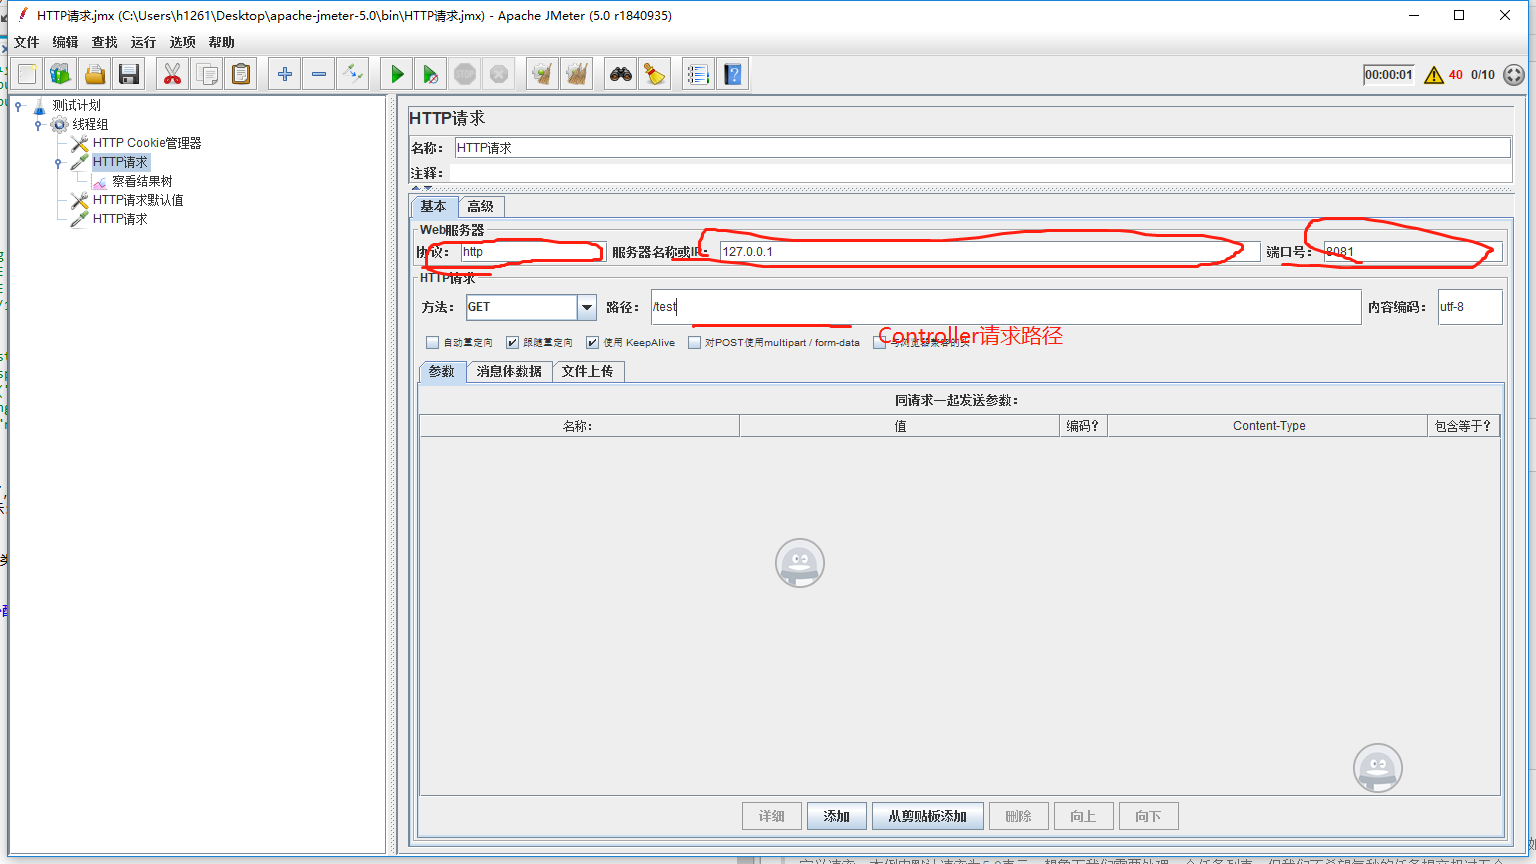 HTTP请求.jmx (C:\Users\h1261\Desktop\apache-jmeter-5.0\bin\HTTP请求.jmx) - Apache JMeter (5.0 r1840935)
文件 编辑 查找 运行 选项 帮助
STOP
00:00:01 40 0/10
测试计划
线程组
HTTP Cookie管理器
HTTP请求
察看结果树
HTTP请求默认值
HTTP请求
HTTP请求
名称: HTTP请求
注释:
基本 高级
Web服务器
协议: http 服务器名称或IP: 127.0.0.1 端口号: 8081
HTTP请求
方法: GET 路径: /test 内容编码: utf-8
Controller请求路径
自动重定向 跟随重定向 使用 KeepAlive 对POST使用multipart / form-data
参数 消息体数据 文件上传
同请求一起发送参数:
名称: 值 编码? Content-Type 包含等于?
详细 添加 从剪贴板添加 删除 向上 向下